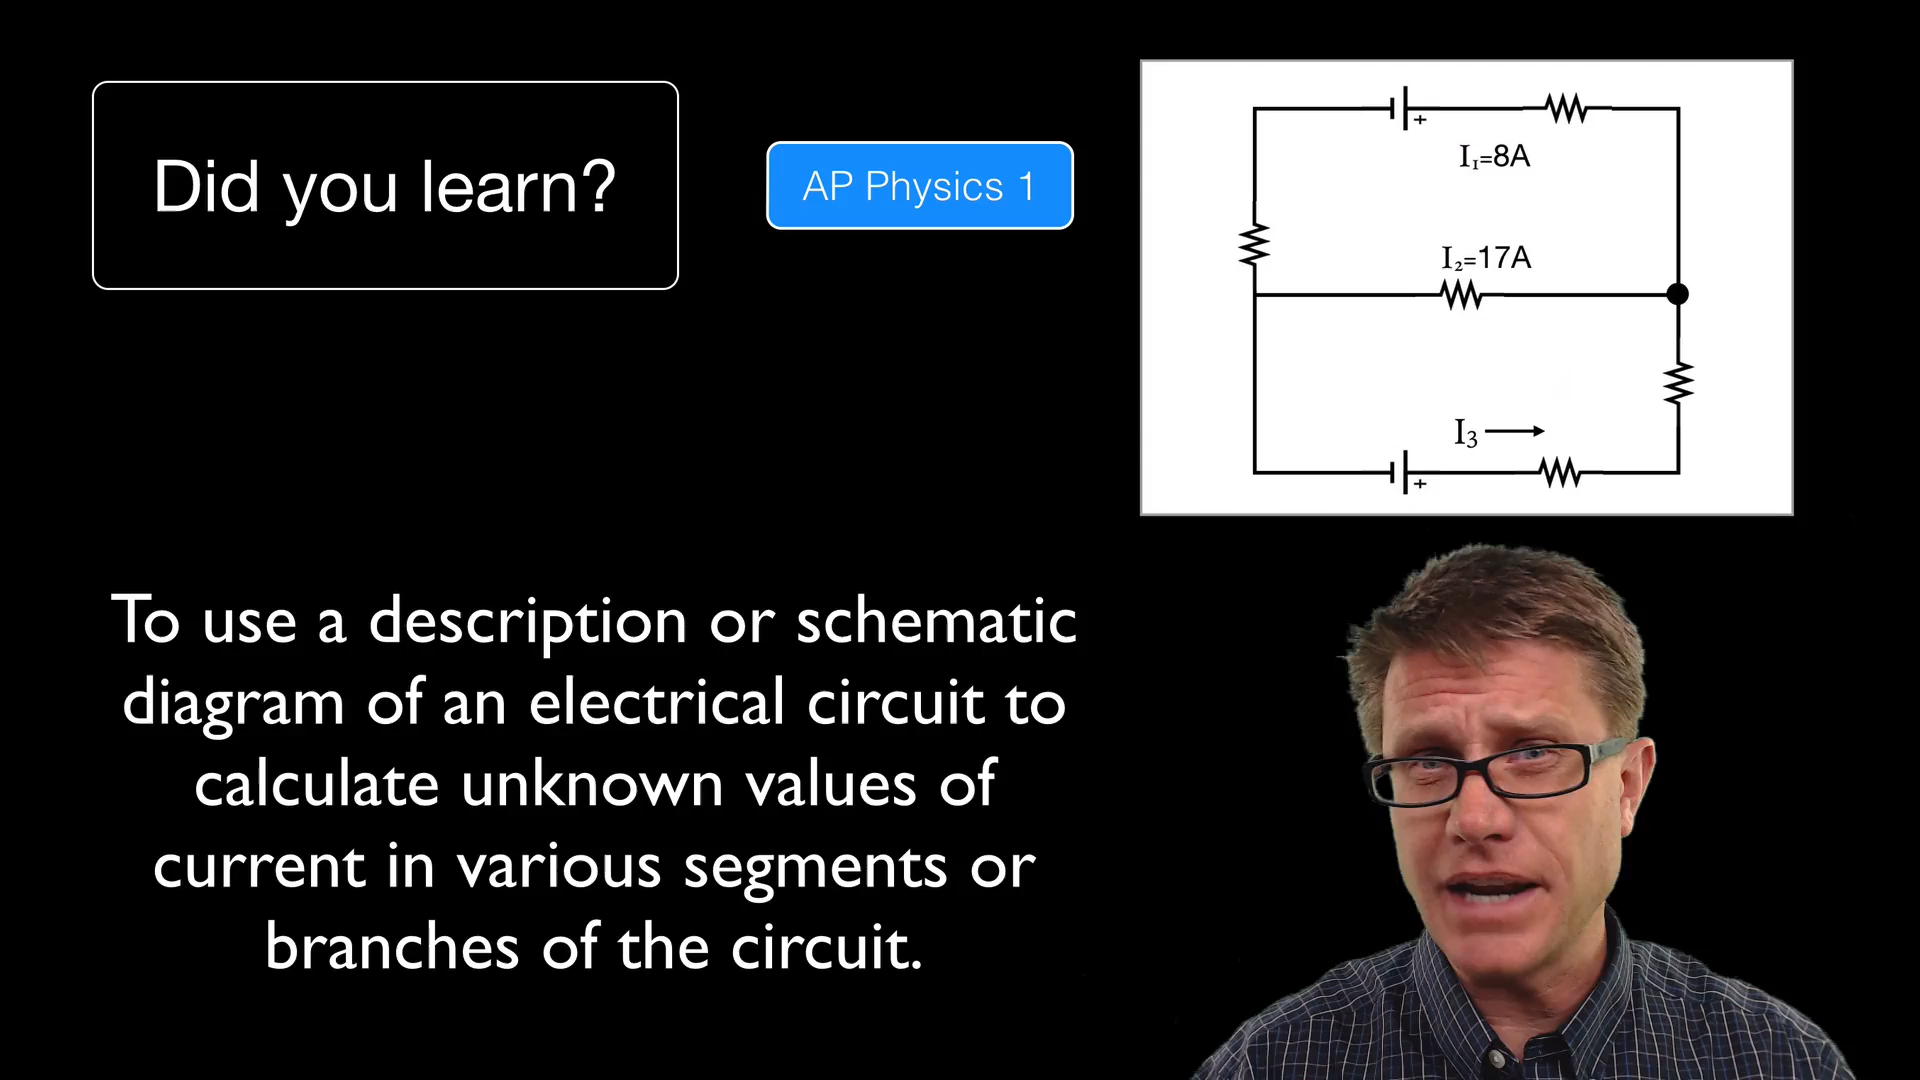 Did you learn?
AP Physics 1
+
I₁=8A
I₂=17A
I₃
+
To use a description or schematic
diagram of an electrical circuit to
calculate unknown values of
current in various segments or
branches of the circuit.